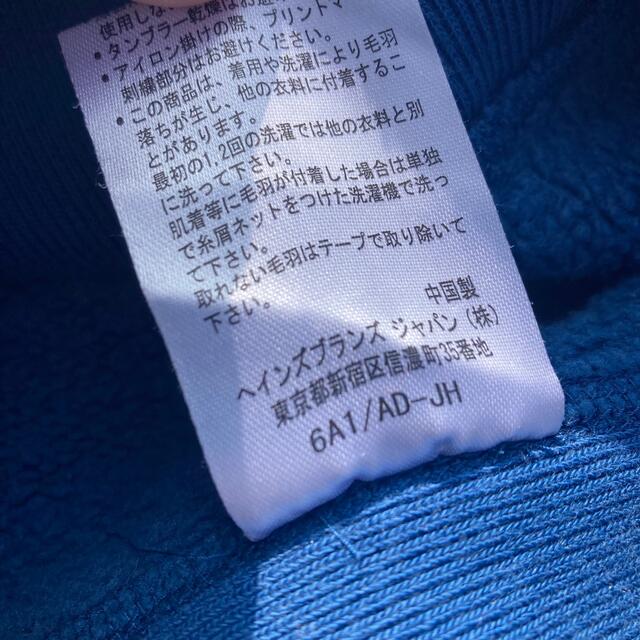 使用しな
・タンブラー乾燥はお避
・アイロン掛けの際、プリントマ
刺繍部分はお避けください。
・この商品は、着用や洗濯により毛羽
落ちが生じ、他の衣料に付着するこ
とがあります。
最初の1,2回の洗濯では他の衣料と別
に洗って下さい。
肌着等に毛羽が付着した場合は単独
で糸屑ネットをつけた洗濯機で洗っ
て下さい。
取れない毛羽はテープで取り除いて
下さい。
中国製
ヘインズブランズ ジャパン(株)
東京都新宿区信濃町35番地
6A1/AD-JH